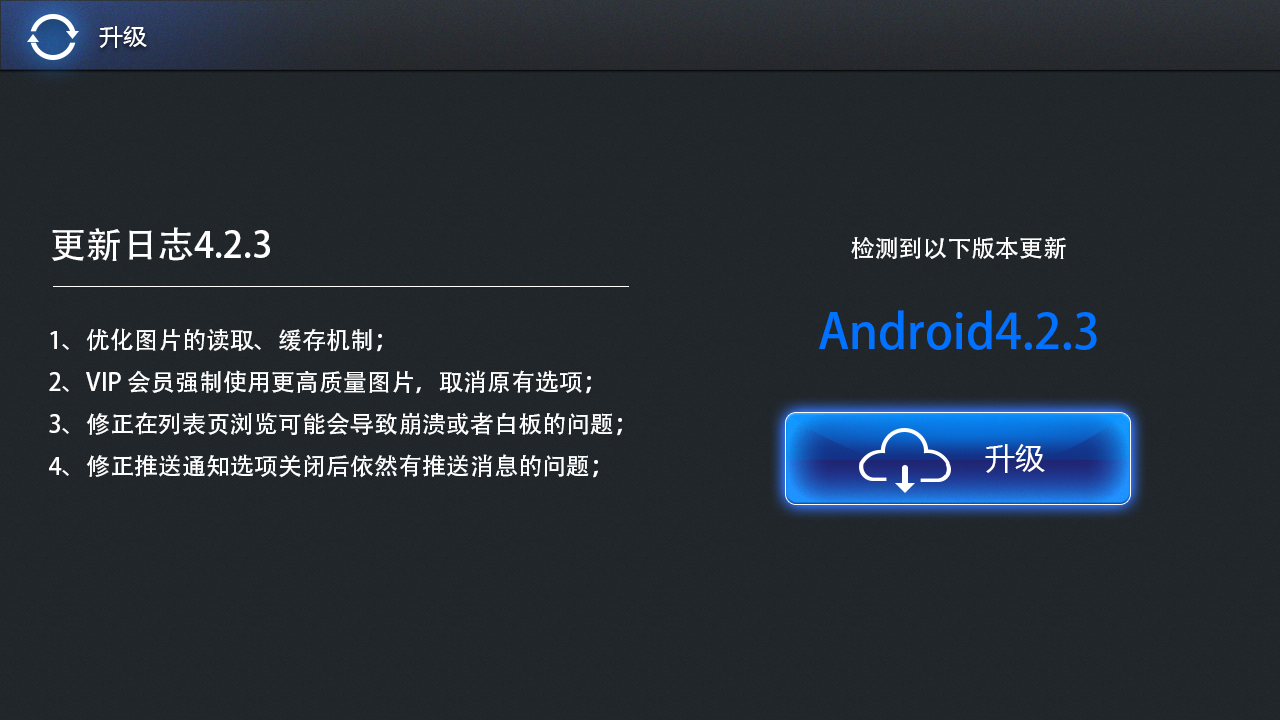 升级
更新日志4.2.3
1、优化图片的读取、缓存机制；
2、VIP 会员强制使用更高质量图片，取消原有选项；
3、修正在列表页浏览可能会导致崩溃或者白板的问题；
4、修正推送通知选项关闭后依然有推送消息的问题；
检测到以下版本更新
Android4.2.3
升级